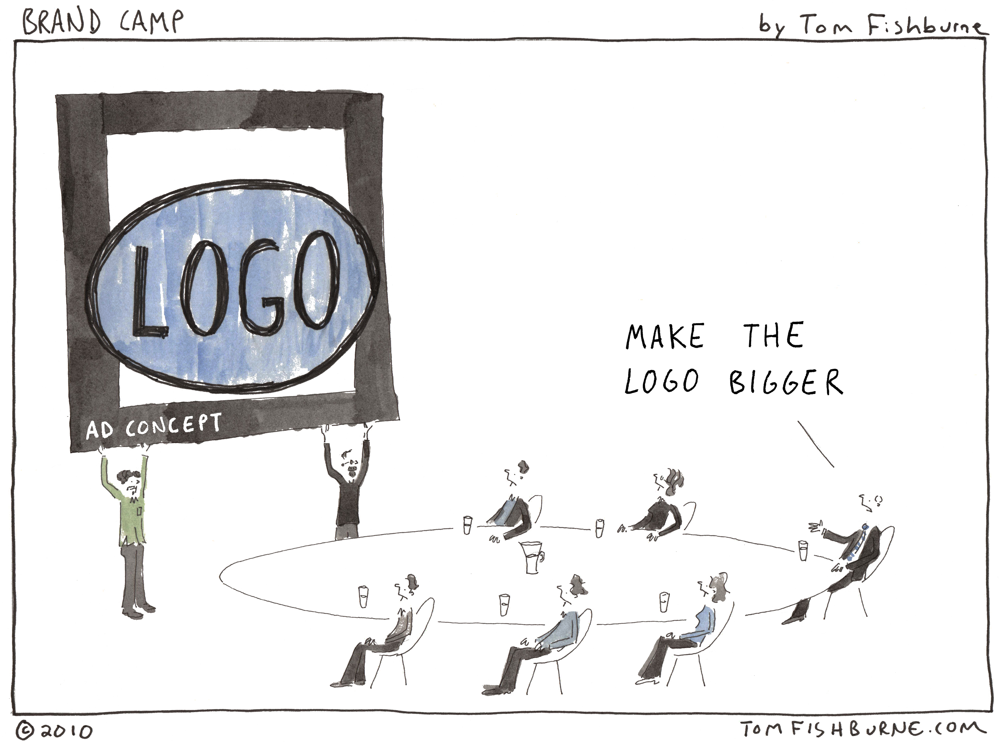 BRAND CAMP
by Tom Fishburne
LOGO
AD CONCEPT
MAKE THE
LOGO BIGGER
© 2010
TOMFISHBURNE.COM